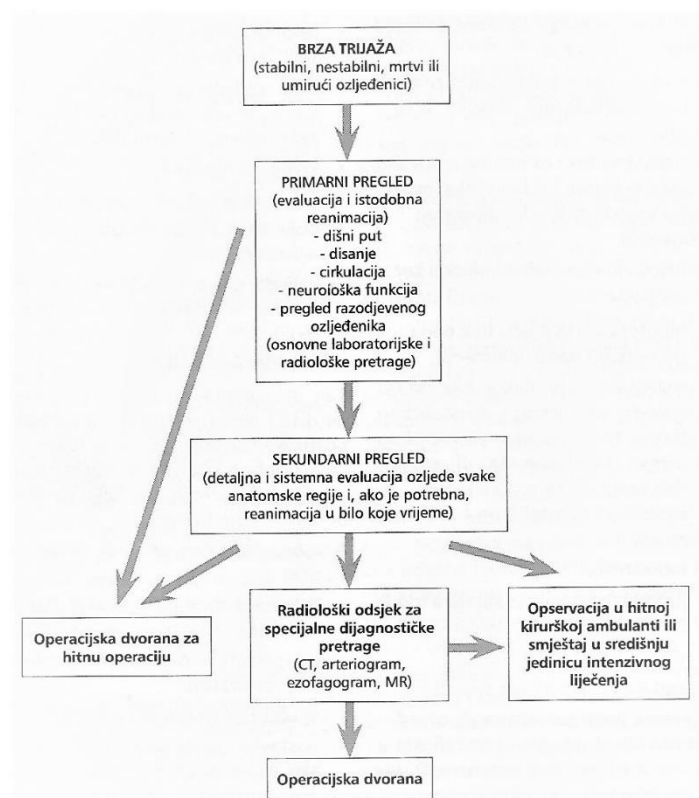 BRZA TRIJAŽA
(stabilni, nestabilni, mrtvi ili
umirući ozljeđenici)
PRIMARNI PREGLED
(evaluacija i istodobna
reanimacija)
- dišni put
- disanje
- cirkulacija
- neurološka funkcija
- pregled razodjevenog
ozljeđenika
(osnovne laboratorijske i
radiološke pretrage)
SEKUNDARNI PREGLED
(detaljna i sistemna evaluacija ozljede svake
anatomske regije i, ako je potrebna,
reanimacija u bilo koje vrijeme)
Operacijska dvorana za
hitnu operaciju
Radiološki odsjek za
specijalne dijagnostičke
pretrage
(CT, arteriogram,
ezofagogram, MR)
Opservacija u hitnoj
kirurškoj ambulanti ili
smještaj u središnju
jedinicu intenzivnog
liječenja
Operacijska dvorana